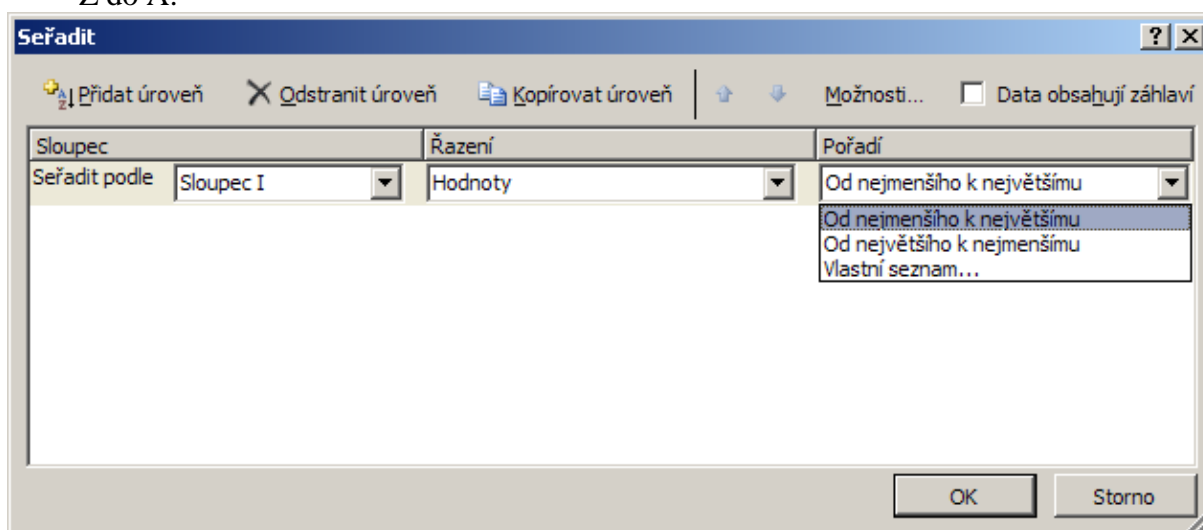 Z do A.
Seřadit
Přidat úroveň Odstranit úroveň Kopírovat úroveň Možnosti... Data obsahují záhlaví
Sloupec Řazení Pořadí
Seřadit podle Sloupec I Hodnoty Od nejmenšího k největšímu
Od nejmenšího k největšímu
Od největšího k nejmenšímu
Vlastní seznam...
OK Storno